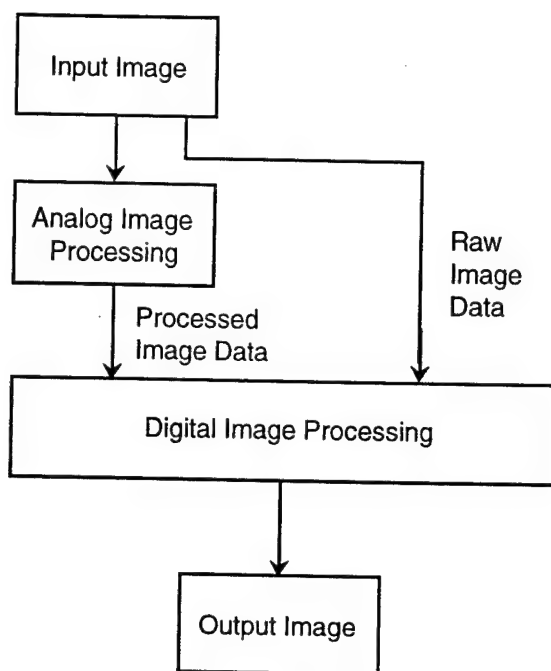 Input Image
Analog Image
Processing
Raw
Image
Data
Processed
Image Data
Digital Image Processing
Output Image